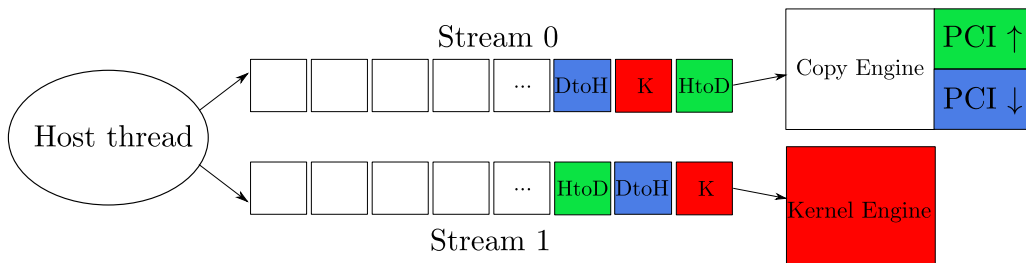 Stream 0
... DtoH K HtoD
Copy Engine
PCI ↑
PCI ↓
Host thread
... HtoD DtoH K
Kernel Engine
Stream 1